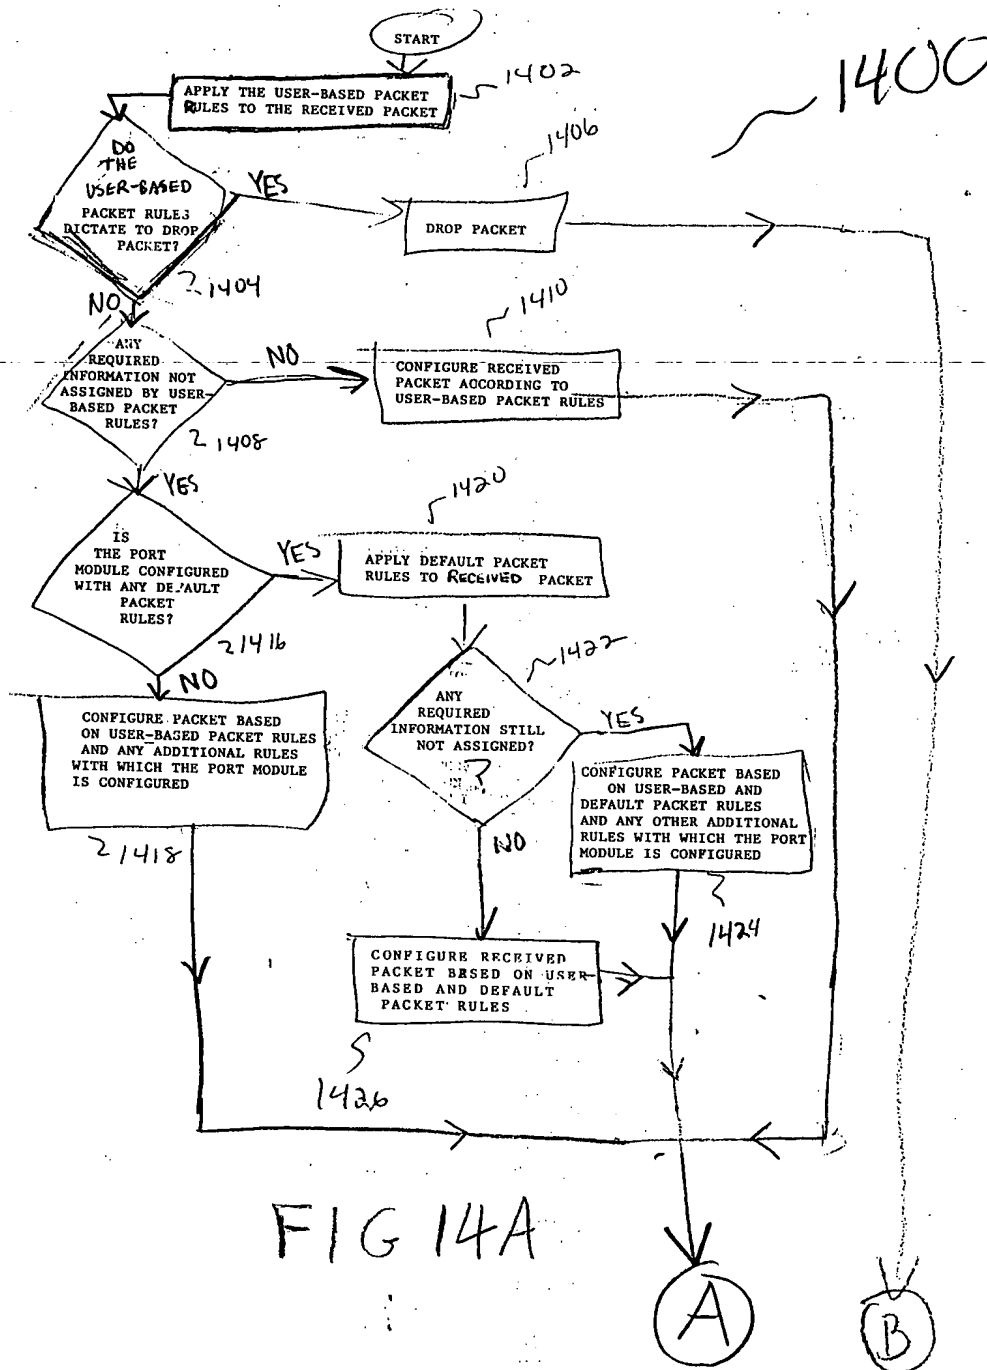 START
1400
APPLY THE USER-BASED PACKET
RULES TO THE RECEIVED PACKET
1402
DO
THE
USER-BASED
PACKET RULES
DICTATE TO DROP
PACKET?
1404
YES
1406
DROP PACKET
NO
ANY
REQUIRED
INFORMATION NOT
ASSIGNED BY USER-
BASED PACKET
RULES?
1408
NO
1410
CONFIGURE RECEIVED
PACKET ACCORDING TO
USER-BASED PACKET RULES
YES
IS
THE PORT
MODULE CONFIGURED
WITH ANY DEFAULT
PACKET
RULES?
1416
YES
1420
APPLY DEFAULT PACKET
RULES TO RECEIVED PACKET
NO
CONFIGURE PACKET BASED
ON USER-BASED PACKET RULES
AND ANY ADDITIONAL RULES
WITH WHICH THE PORT MODULE
IS CONFIGURED
1418
1422
ANY
REQUIRED
INFORMATION STILL
NOT ASSIGNED?
YES
CONFIGURE PACKET BASED
ON USER-BASED AND
DEFAULT PACKET RULES
AND ANY OTHER ADDITIONAL
RULES WITH WHICH THE PORT
MODULE IS CONFIGURED
1424
NO
CONFIGURE RECEIVED
PACKET BASED ON USER-
BASED AND DEFAULT
PACKET RULES
1426
FIG 14A
A
B